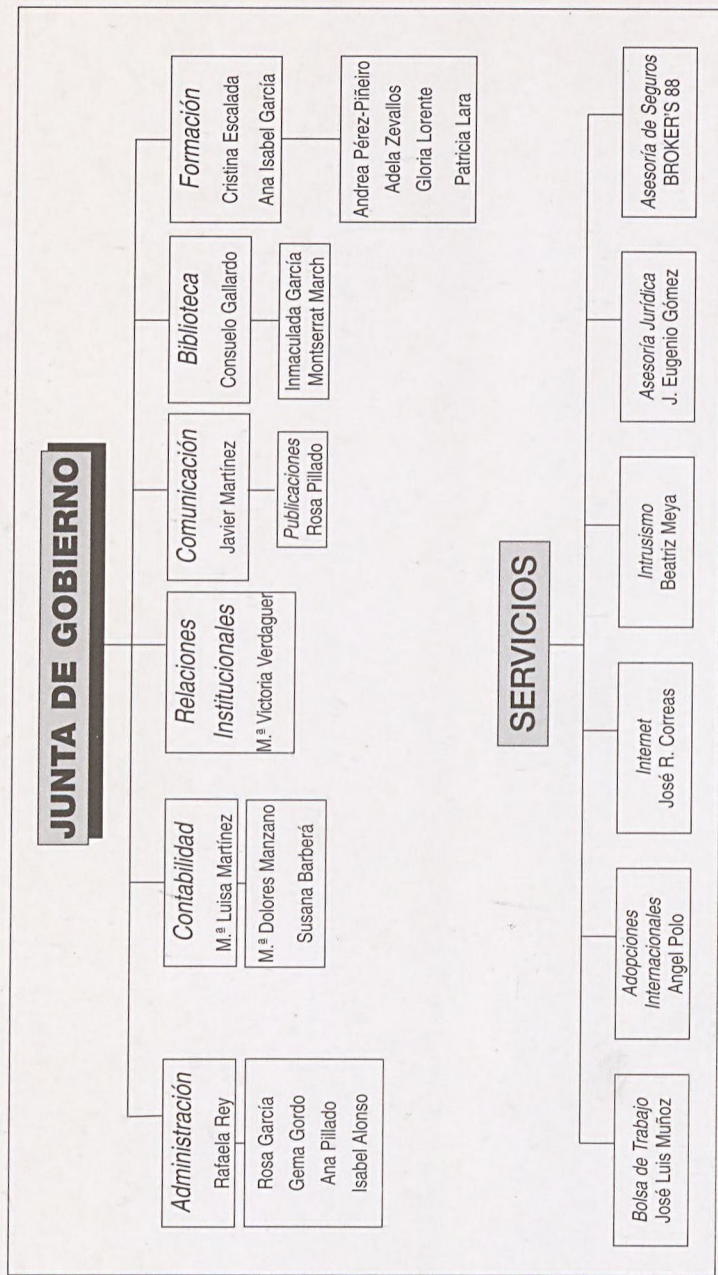 JUNTA DE GOBIERNO
Administración
Rafaela Rey
Rosa García
Gema Gordo
Ana Pillado
Isabel Alonso
Contabilidad
M.ª Luisa Martínez
M.ª Dolores Manzano
Susana Barberá
Relaciones
Institucionales
M.ª Victoria Verdaguer
Comunicación
Javier Martínez
Publicaciones
Rosa Pillado
Biblioteca
Consuelo Gallardo
Inmaculada García
Montserrat March
Formación
Cristina Escalada
Ana Isabel García
Andrea Pérez-Piñeiro
Adela Zevallos
Gloria Lorente
Patricia Lara
SERVICIOS
Bolsa de Trabajo
José Luis Muñoz
Adopciones
Internacionales
Angel Polo
Internet
José R. Correas
Intrusismo
Beatriz Meya
Asesoría Jurídica
J. Eugenio Gómez
Asesoría de Seguros
BROKER'S 88